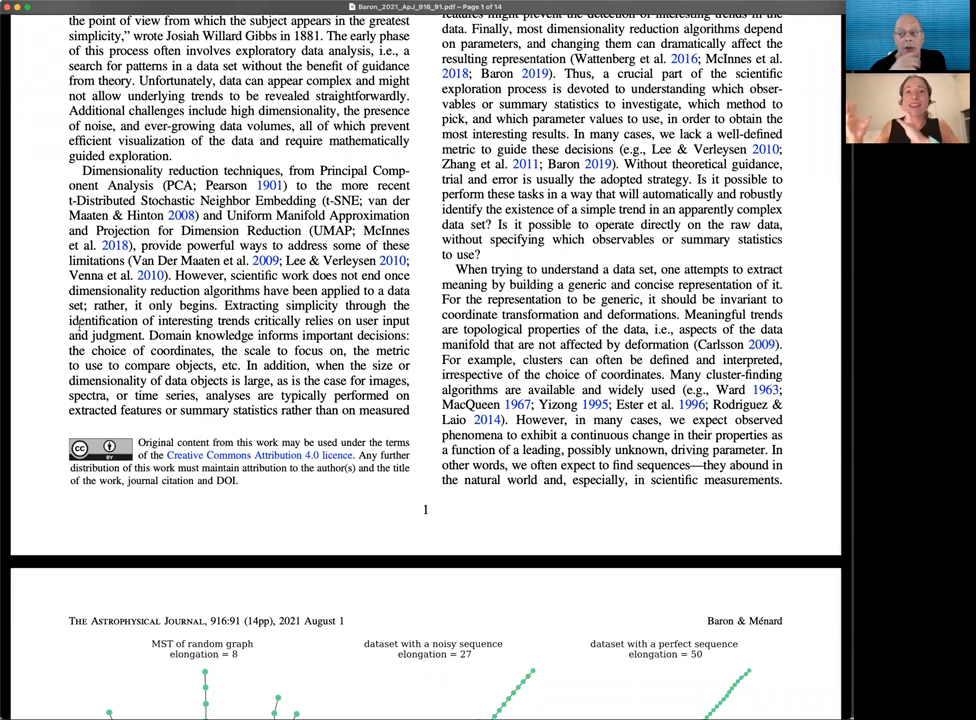 Baron_2021_ApJ_916_91.pdf – Page 1 of 14
the point of view from which the subject appears in the greatest
simplicity,” wrote Josiah Willard Gibbs in 1881. The early phase
of this process often involves exploratory data analysis, i.e., a
search for patterns in a data set without the benefit of guidance
from theory. Unfortunately, data can appear complex and might
not allow underlying trends to be revealed straightforwardly.
Additional challenges include high dimensionality, the presence
of noise, and ever-growing data volumes, all of which prevent
efficient visualization of the data and require mathematically
guided exploration.
Dimensionality reduction techniques, from Principal Comp-
onent Analysis (PCA; Pearson 1901) to the more recent
t-Distributed Stochastic Neighbor Embedding (t-SNE; van der
Maaten & Hinton 2008) and Uniform Manifold Approximation
and Projection for Dimension Reduction (UMAP; McInnes
et al. 2018), provide powerful ways to address some of these
limitations (Van Der Maaten et al. 2009; Lee & Verleysen 2010;
Venna et al. 2010). However, scientific work does not end once
dimensionality reduction algorithms have been applied to a data
set; rather, it only begins. Extracting simplicity through the
identification of interesting trends critically relies on user input
and judgment. Domain knowledge informs important decisions:
the choice of coordinates, the scale to focus on, the metric
to use to compare objects, etc. In addition, when the size or
dimensionality of data objects is large, as is the case for images,
spectra, or time series, analyses are typically performed on
extracted features or summary statistics rather than on measured
Original content from this work may be used under the terms
of the Creative Commons Attribution 4.0 licence. Any further
distribution of this work must maintain attribution to the author(s) and the title
of the work, journal citation and DOI.
features might prevent the detection of interesting trends in the
data. Finally, most dimensionality reduction algorithms depend
on parameters, and changing them can dramatically affect the
resulting representation (Wattenberg et al. 2016; McInnes et al.
2018; Baron 2019). Thus, a crucial part of the scientific
exploration process is devoted to understanding which obser-
vables or summary statistics to investigate, which method to
pick, and which parameter values to use, in order to obtain the
most interesting results. In many cases, we lack a well-defined
metric to guide these decisions (e.g., Lee & Verleysen 2010;
Zhang et al. 2011; Baron 2019). Without theoretical guidance,
trial and error is usually the adopted strategy. Is it possible to
perform these tasks in a way that will automatically and robustly
identify the existence of a simple trend in an apparently complex
data set? Is it possible to operate directly on the raw data,
without specifying which observables or summary statistics
to use?
When trying to understand a data set, one attempts to extract
meaning by building a generic and concise representation of it.
For the representation to be generic, it should be invariant to
coordinate transformation and deformations. Meaningful trends
are topological properties of the data, i.e., aspects of the data
manifold that are not affected by deformation (Carlsson 2009).
For example, clusters can often be defined and interpreted,
irrespective of the choice of coordinates. Many cluster-finding
algorithms are available and widely used (e.g., Ward 1963;
MacQueen 1967; Yizong 1995; Ester et al. 1996; Rodriguez &
Laio 2014). However, in many cases, we expect observed
phenomena to exhibit a continuous change in their properties as
a function of a leading, possibly unknown, driving parameter. In
other words, we often expect to find sequences—they abound in
the natural world and, especially, in scientific measurements.
1
The Astrophysical Journal, 916:91 (14pp), 2021 August 1
Baron & Ménard
MST of random graph
elongation = 8
dataset with a noisy sequence
elongation = 27
dataset with a perfect sequence
elongation = 50